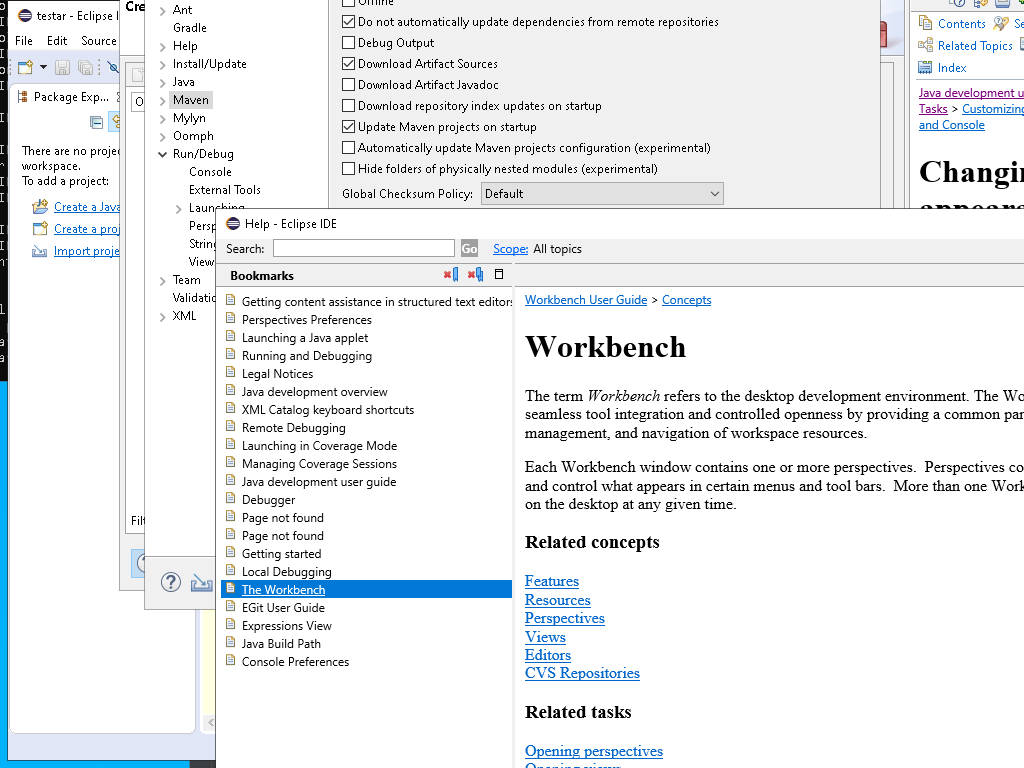 testar - Eclipse I
File Edit Source
Package Exp...
There are no proje
workspace.
To add a project:
Create a Java
Create a proj
Import proje
Cre
Filt
Ant
Gradle
Help
Install/Update
Java
Maven
Mylyn
Oomph
Run/Debug
Console
External Tools
Launching
Persp
String
View
Team
Validatio
XML
Offline
Do not automatically update dependencies from remote repositories
Debug Output
Download Artifact Sources
Download Artifact Javadoc
Download repository index updates on startup
Update Maven projects on startup
Automatically update Maven projects configuration (experimental)
Hide folders of physically nested modules (experimental)
Global Checksum Policy: Default
Contents Se
Related Topics
Index
Java development u
Tasks > Customizing
and Console
Changin
appears
Help - Eclipse IDE
Search: Go Scope: All topics
Bookmarks
Getting content assistance in structured text editors
Perspectives Preferences
Launching a Java applet
Running and Debugging
Legal Notices
Java development overview
XML Catalog keyboard shortcuts
Remote Debugging
Launching in Coverage Mode
Managing Coverage Sessions
Java development user guide
Debugger
Page not found
Page not found
Getting started
Local Debugging
The Workbench
EGit User Guide
Expressions View
Java Build Path
Console Preferences
Workbench User Guide > Concepts
Workbench
The term Workbench refers to the desktop development environment. The Wo
seamless tool integration and controlled openness by providing a common par
management, and navigation of workspace resources.
Each Workbench window contains one or more perspectives. Perspectives co
and control what appears in certain menus and tool bars. More than one Work
on the desktop at any given time.
Related concepts
Features
Resources
Perspectives
Views
Editors
CVS Repositories
Related tasks
Opening perspectives
Opening views